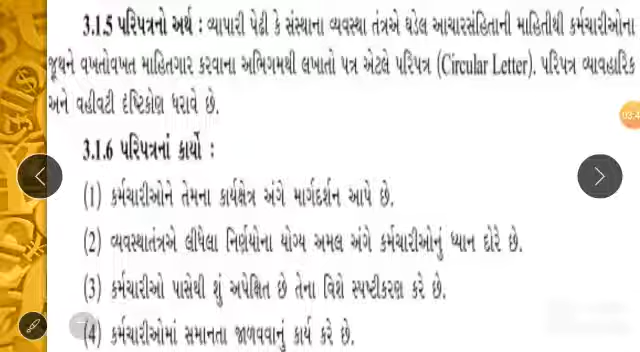 3.1.5 પરિપત્રનો અર્થ : વ્યાપારી પેઢી કે સંસ્થાના વ્યવસ્થા તંત્રએ ઘડેલ આચારસંહિતાની માહિતીથી કર્મચારીઓના
જૂથને વખતોવખત માહિતગાર કરવાના અભિગમથી લખાતો પત્ર એટલે પરિપત્ર (Circular Letter). પરિપત્ર વ્યાવહારિક
અને વહીવટી દૃષ્ટિકોણ ધરાવે છે.
03:4
3.1.6 પરિપત્રનાં કાર્યો :
(1) કર્મચારીઓને તેમના કાર્યક્ષેત્ર અંગે માર્ગદર્શન આપે છે.
(2) વ્યવસ્થાતંત્રએ લીધેલા નિર્ણયોના યોગ્ય અમલ અંગે કર્મચારીઓનું ધ્યાન દોરે છે.
(3) કર્મચારીઓ પાસેથી શું અપેક્ષિત છે તેના વિશે સ્પષ્ટીકરણ કરે છે.
(4) કર્મચારીઓમાં સમાનતા જાળવવાનું કાર્ય કરે છે.